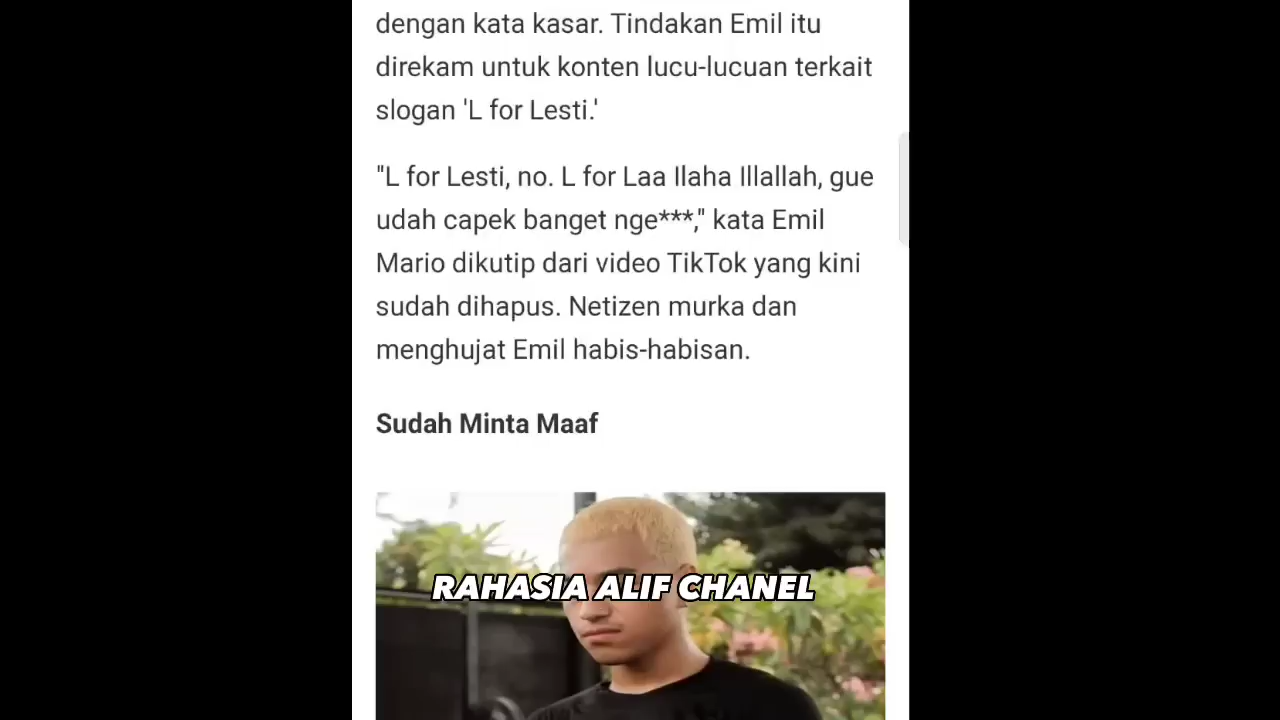 dengan kata kasar. Tindakan Emil itu
direkam untuk konten lucu-lucuan terkait
slogan 'L for Lesti.'
"L for Lesti, no. L for Laa Ilaha Illallah, gue
udah capek banget nge***," kata Emil
Mario dikutip dari video TikTok yang kini
sudah dihapus. Netizen murka dan
menghujat Emil habis-habisan.
Sudah Minta Maaf
RAHASIA ALIF CHANEL